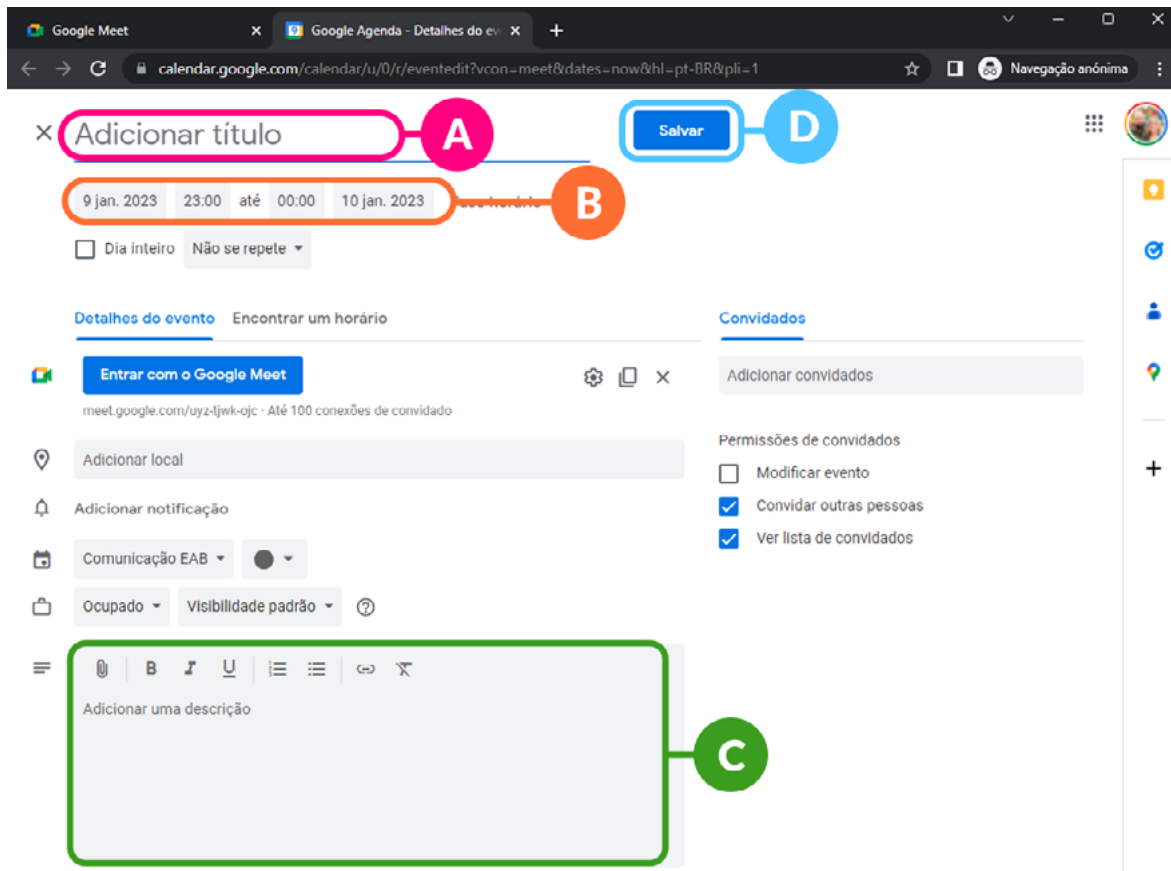 Google Meet
Google Agenda - Detalhes do ev
calendar.google.com/calendar/u/0/r/eventedit?vcon=meet&dates=now&hl=pt-BR&pli=1
Navegação anónima
Adicionar título
A
Salvar
D
9 jan. 2023 23:00 até 00:00 10 jan. 2023
horário
B
Dia inteiro Não se repete
Detalhes do evento Encontrar um horário
Convidados
Entrar com o Google Meet
Adicionar convidados
meet.google.com/uyz-tjwk-ojc · Até 100 conexões de convidado
Permissões de convidados
Adicionar local
Modificar evento
Convidar outras pessoas
Adicionar notificação
Ver lista de convidados
Comunicação EAB
Ocupado Visibilidade padrão
B I U
Adicionar uma descrição
C